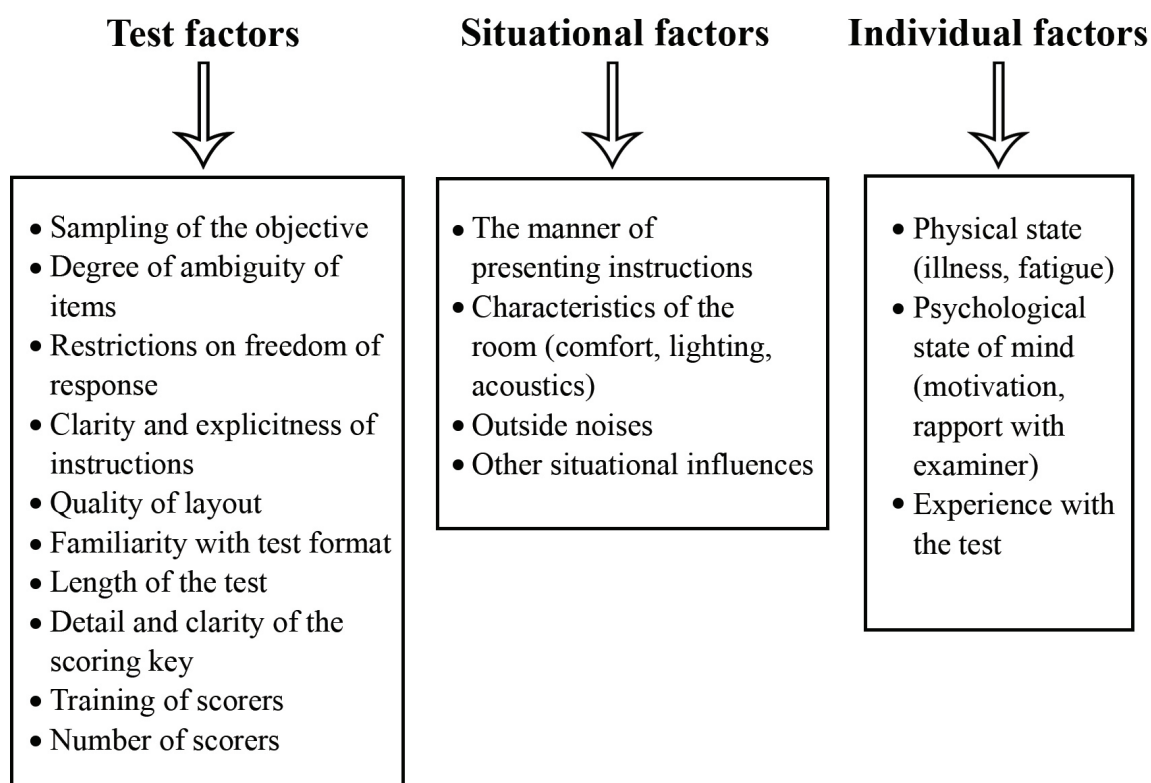 Test factors
• Sampling of the objective
• Degree of ambiguity of
items
• Restrictions on freedom of
response
• Clarity and explicitness of
instructions
• Quality of layout
• Familiarity with test format
• Length of the test
• Detail and clarity of the
scoring key
• Training of scorers
• Number of scorers
Situational factors
• The manner of
presenting instructions
• Characteristics of the
room (comfort, lighting,
acoustics)
• Outside noises
• Other situational influences
Individual factors
• Physical state
(illness, fatigue)
• Psychological
state of mind
(motivation,
rapport with
examiner)
• Experience with
the test